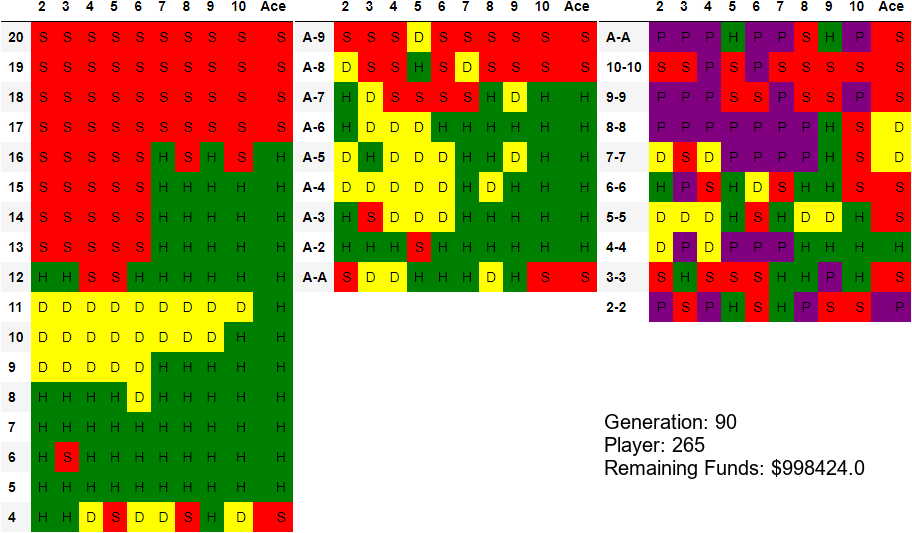 2 3 4 5 6 7 8 9 10 Ace
20 S S S S S S S S S S
19 S S S S S S S S S S
18 S S S S S S S S S S
17 S S S S S S S S S S
16 S S S S S H S H S H
15 S S S S S H H H H H
14 S S S S S H H H H H
13 S S S S S H H H H H
12 H H S S H H H H H H
11 D D D D D D D D D H
10 D D D D D D D D H H
9 D D D D D H H H H H
8 H H H H D H H H H H
7 H H H H H H H H H H
6 H S H H H H H H H H
5 H H H H H H H H H H
4 H H D S D D S H D S
2 3 4 5 6 7 8 9 10 Ace
A-9 S S S D S S S S S S
A-8 D S S H S D S S S S
A-7 H D S S S S H D H H
A-6 H D D D H H H H H H
A-5 D H D D D H H D H H
A-4 D D D D D H D H H H
A-3 H S D D D H H H H H
A-2 H H H S H H H H H H
A-A S D D H H H D H S S
2 3 4 5 6 7 8 9 10 Ace
A-A P P P H P P S H P S
10-10 S S P S P S S S S S
9-9 P P P S S P S S P S
8-8 P P P P P P P H S D
7-7 D S D P P P P H S D
6-6 H P S H D S H H S S
5-5 D D D H S H D D H S
4-4 D P D P P P H H H H
3-3 S H S S S H H P H S
2-2 P S P H S H P S S P
Generation: 90
Player: 265
Remaining Funds: $998424.0